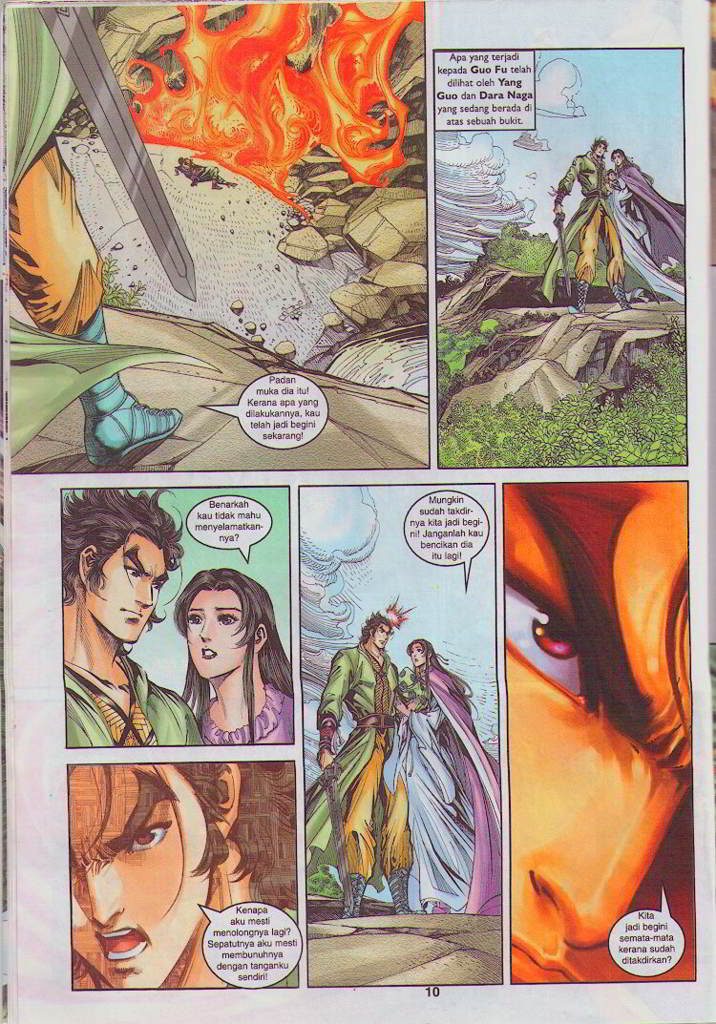 Apa yang terjadi
kepada Guo Fu telah
dilihat oleh Yang
Guo dan Dara Naga
yang sedang berada di
atas sebuah bukit.
Padan
muka dia itu!
Kerana apa yang
dilakukannya, kau
telah jadi begini
sekarang!
Benarkah
kau tidak mahu
menyelamatkan-
nya?
Kenapa
aku mesti
menolongnya lagi?
Sepatutnya aku mesti
membunuhnya
dengan tanganku
sendiri!
Mungkin
sudah takdir-
nya kita jadi begi-
ni! Janganlah kau
bencikan dia
itu lagi!
Kita
jadi begini
semata-mata
kerana sudah
ditakdirkan?
10